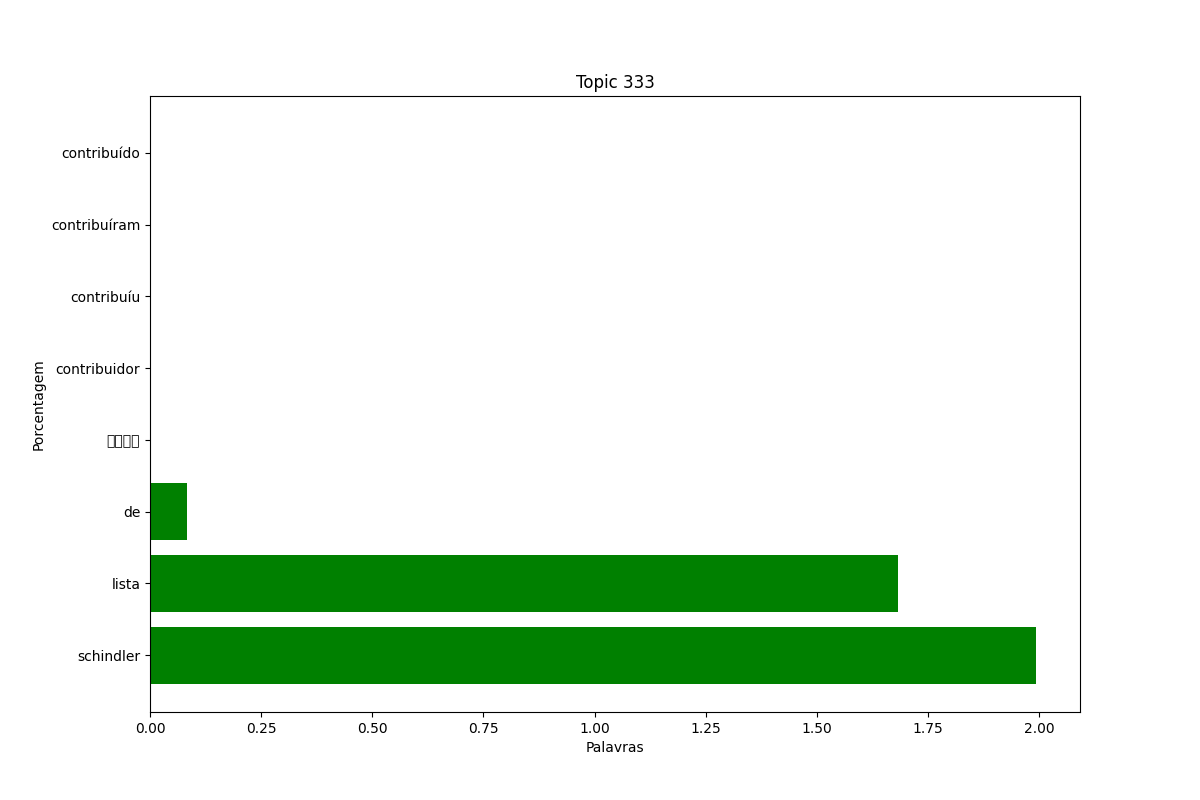 Topic 333
contribuído
contribuíram
contribuíu
contribuidor
de
lista
schindler
Porcentagem
0.00 0.25 0.50 0.75 1.00 1.25 1.50 1.75 2.00
Palavras